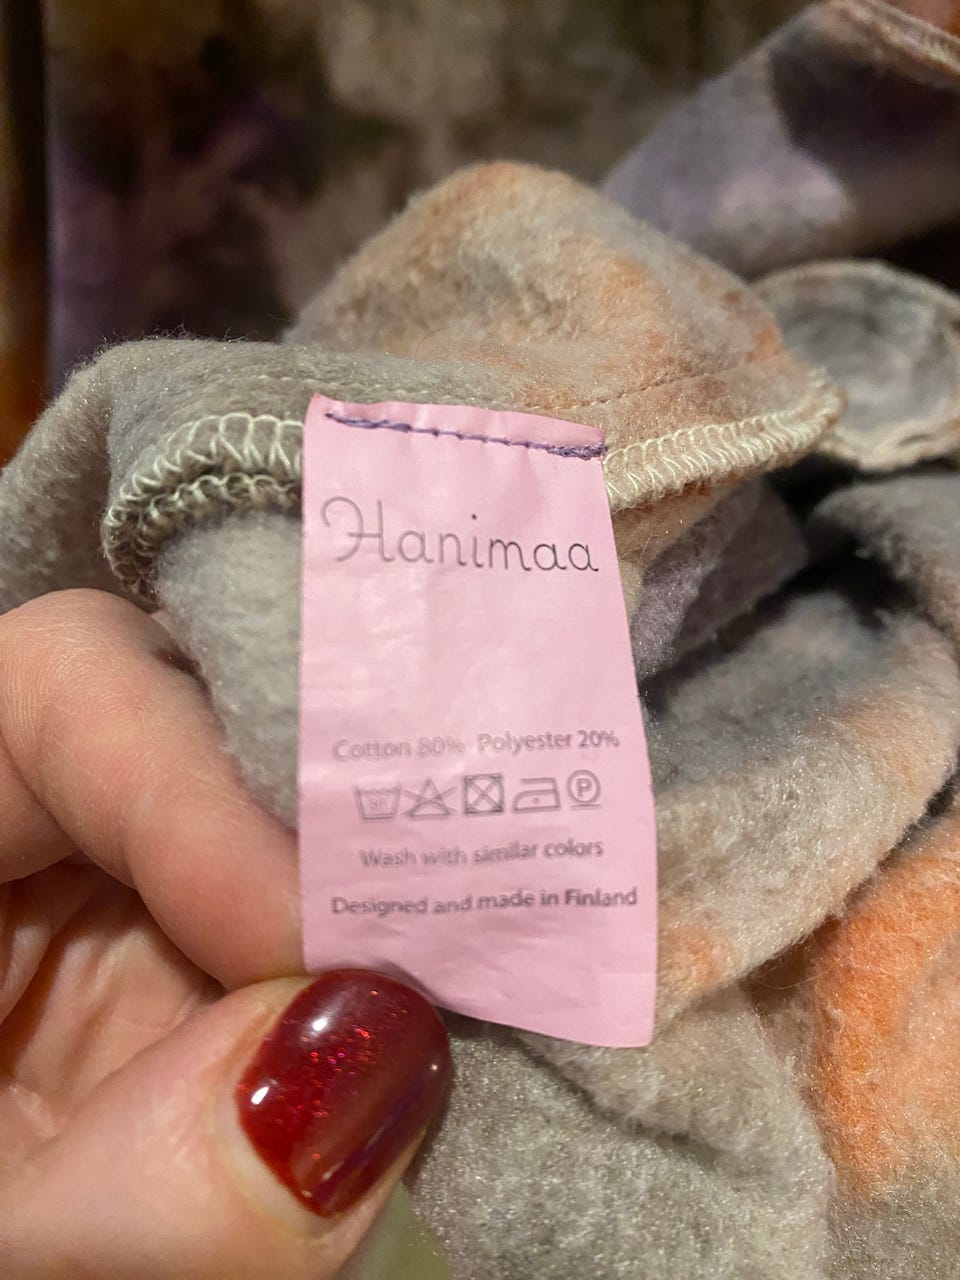 Hanimaa
Cotton 80% Polyester 20%
P
Wash with similar colors
Designed and made in Finland